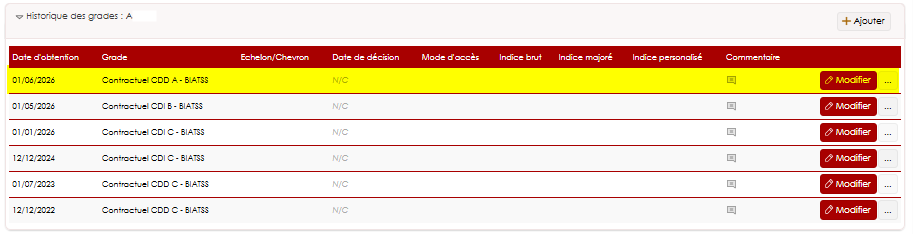 Historique des grades : A
+ Ajouter
Date d'obtention Grade Echelon/Chevron Date de décision Mode d'accès Indice brut Indice majoré Indice personalisé Commentaire
01/06/2026 Contractuel CDD A - BIATSS N/C Modifier ...
01/05/2026 Contractuel CDI B - BIATSS N/C Modifier ...
01/01/2026 Contractuel CDI C - BIATSS N/C Modifier ...
12/12/2024 Contractuel CDI C - BIATSS N/C Modifier ...
01/07/2023 Contractuel CDD C - BIATSS N/C Modifier ...
12/12/2022 Contractuel CDD C - BIATSS N/C Modifier ...